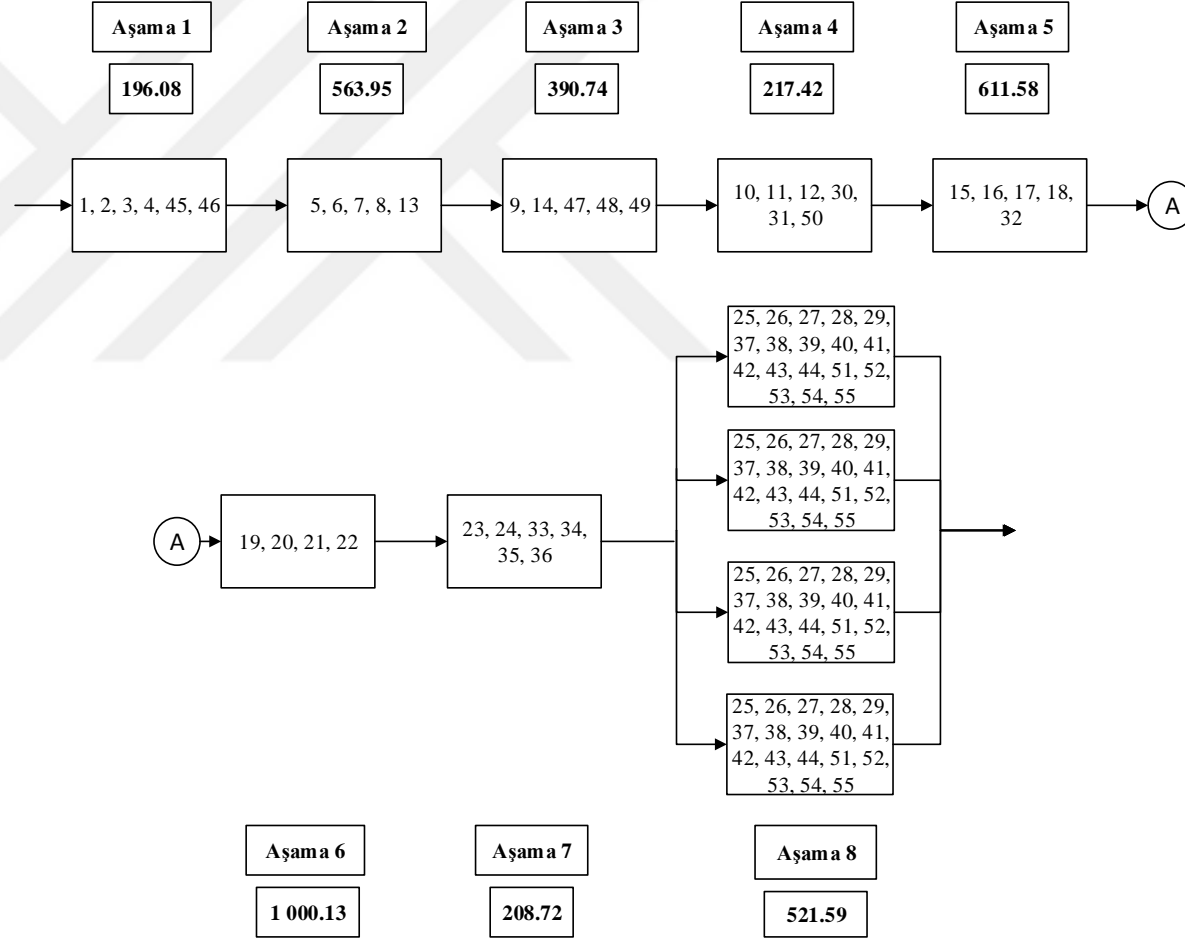 Aşama 1
Aşama 2
Aşama 3
Aşama 4
Aşama 5
196.08
563.95
390.74
217.42
611.58
1, 2, 3, 4, 45, 46
5, 6, 7, 8, 13
9, 14, 47, 48, 49
10, 11, 12, 30,
31, 50
15, 16, 17, 18,
32
A
A
19, 20, 21, 22
23, 24, 33, 34,
35, 36
25, 26, 27, 28, 29,
37, 38, 39, 40, 41,
42, 43, 44, 51, 52,
53, 54, 55
25, 26, 27, 28, 29,
37, 38, 39, 40, 41,
42, 43, 44, 51, 52,
53, 54, 55
25, 26, 27, 28, 29,
37, 38, 39, 40, 41,
42, 43, 44, 51, 52,
53, 54, 55
25, 26, 27, 28, 29,
37, 38, 39, 40, 41,
42, 43, 44, 51, 52,
53, 54, 55
Aşama 6
Aşama 7
Aşama 8
1 000.13
208.72
521.59